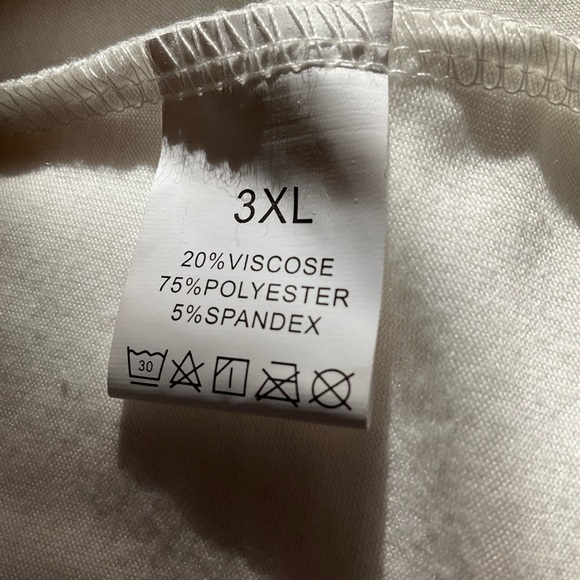 3XL
20%VISCOSE
75%POLYESTER
5%SPANDEX
30